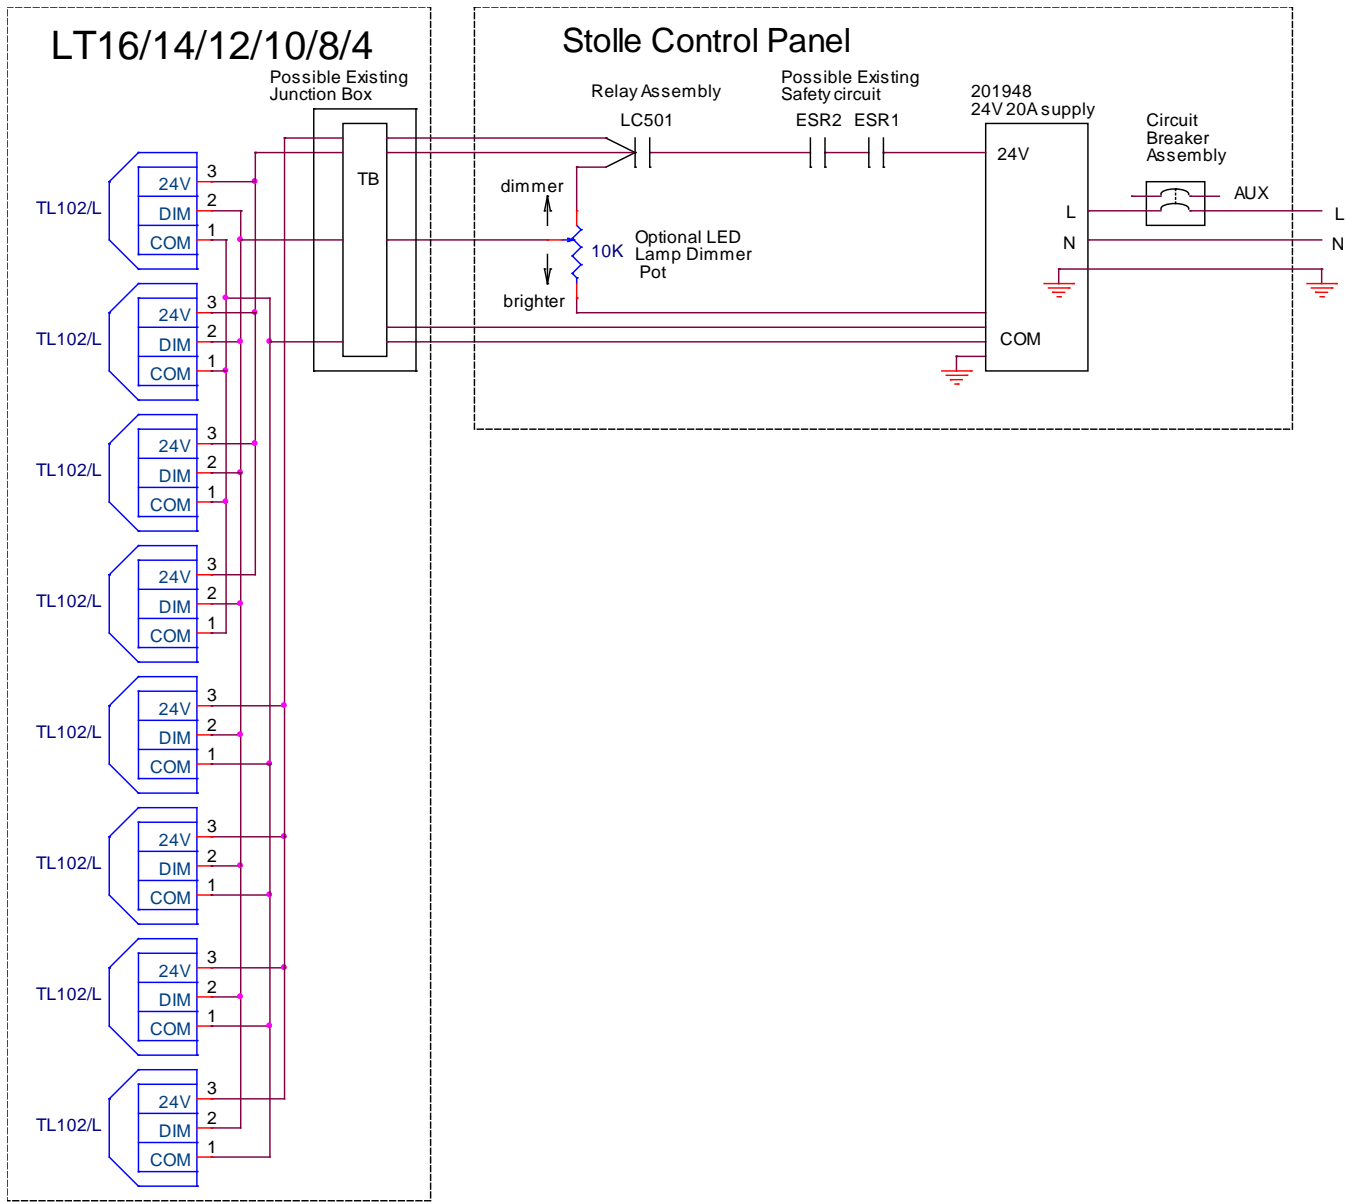 LT16/14/12/10/8/4
Possible Existing
Junction Box
TB
TL102/L
24V 3
DIM 2
COM 1
TL102/L
24V 3
DIM 2
COM 1
TL102/L
24V 3
DIM 2
COM 1
TL102/L
24V 3
DIM 2
COM 1
TL102/L
24V 3
DIM 2
COM 1
TL102/L
24V 3
DIM 2
COM 1
TL102/L
24V 3
DIM 2
COM 1
TL102/L
24V 3
DIM 2
COM 1
Stolle Control Panel
Relay Assembly
LC501
Possible Existing
Safety circuit
ESR2 ESR1
201948
24V 20A supply
24V
L
N
COM
Circuit
Breaker
Assembly
AUX
L
N
dimmer
10K
brighter
Optional LED
Lamp Dimmer
Pot